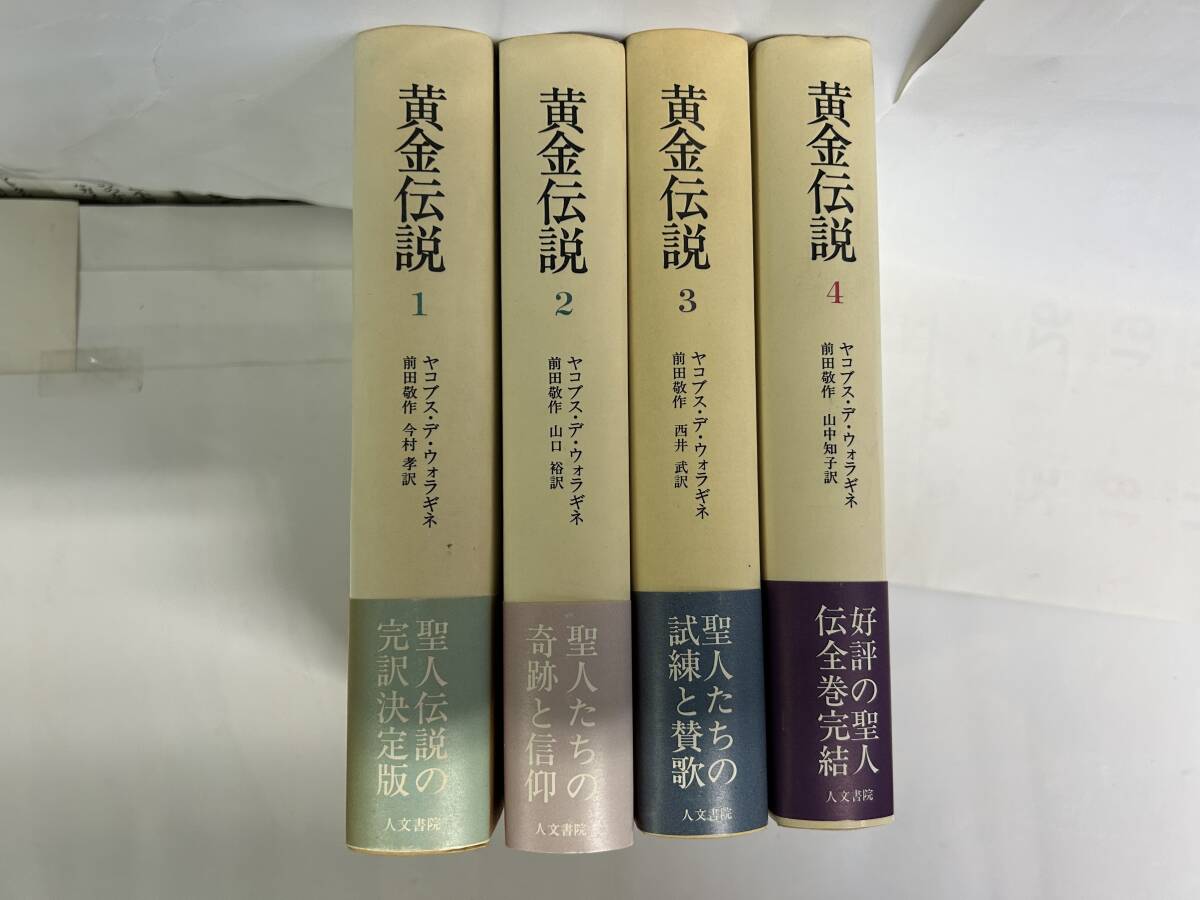 黄金伝説
1
ヤコブス・デ・ウォラギネ
前田敬作 今村 孝訳
聖人伝説の
完訳決定版
人文書院
黄金伝説
2
ヤコブス・デ・ウォラギネ
前田敬作 山口 裕訳
聖人たちの
奇跡と信仰
人文書院
黄金伝説
3
ヤコブス・デ・ウォラギネ
前田敬作 西井 武訳
聖人たちの
試練と賛歌
人文書院
黄金伝説
4
ヤコブス・デ・ウォラギネ
前田敬作 山中知子訳
好評の聖人
伝全巻完結
人文書院